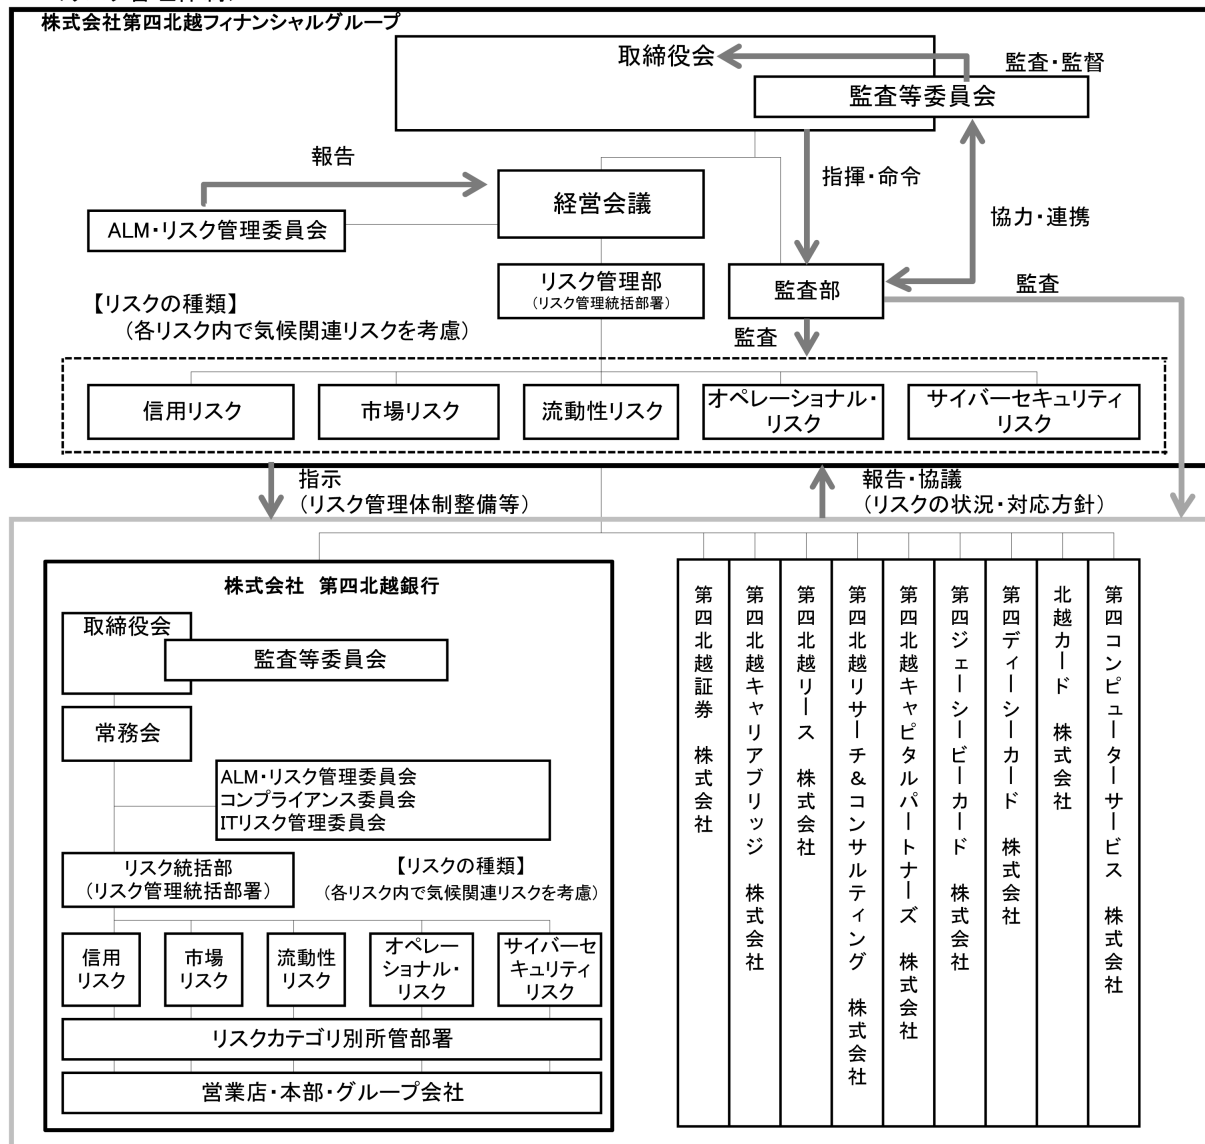 株式会社第四北越フィナンシャルグループ
取締役会
監査・監督
監査等委員会
報告
指揮・命令
経営会議
協力・連携
ALM・リスク管理委員会
リスク管理部
(リスク管理統括部署)
監査部
監査
【リスクの種類】
(各リスク内で気候関連リスクを考慮)
監査
信用リスク
市場リスク
流動性リスク
オペレーショナル・
リスク
サイバーセキュリティ
リスク
指示
(リスク管理体制整備等)
報告・協議
(リスクの状況・対応方針)
株式会社 第四北越銀行
取締役会
監査等委員会
常務会
ALM・リスク管理委員会
コンプライアンス委員会
ITリスク管理委員会
リスク統括部
(リスク管理統括部署)
【リスクの種類】
(各リスク内で気候関連リスクを考慮)
信用
リスク
市場
リスク
流動性
リスク
オペレー
ショナル・
リスク
サイバーセ
キュリティ
リスク
リスクカテゴリ別所管部署
営業店・本部・グループ会社
第四北越証券 株式会社
第四北越キャリアブリッジ 株式会社
第四北越リース 株式会社
第四北越リサーチ&コンサルティング 株式会社
第四北越キャピタルパートナーズ 株式会社
第四ジェーシービーカード 株式会社
第四ディーシーカード 株式会社
北越カード 株式会社
第四コンピューターサービス 株式会社